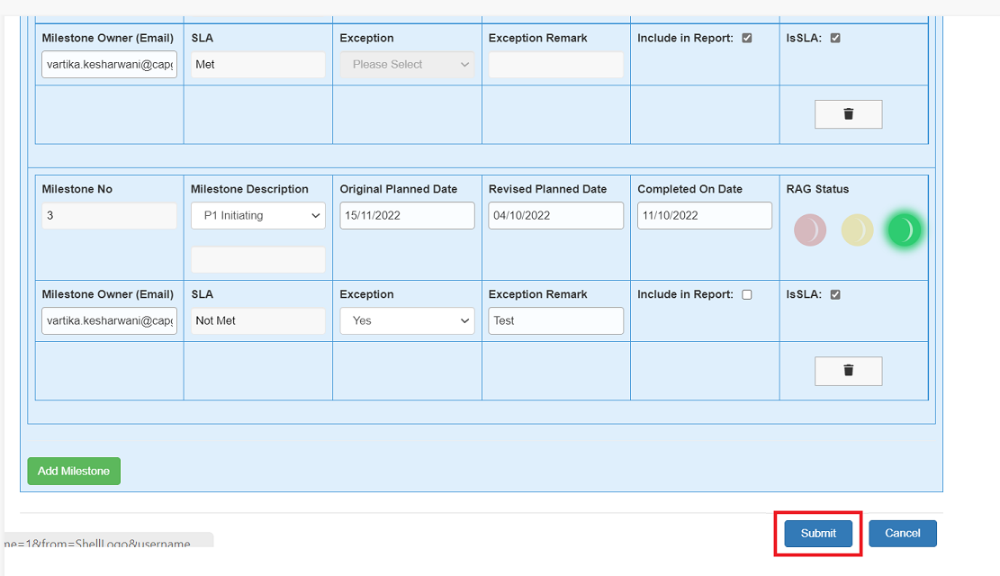 Milestone Owner (Email) SLA Exception Exception Remark Include in Report: IsSLA:
vartika.kesharwani@capg Met Please Select
Milestone No Milestone Description Original Planned Date Revised Planned Date Completed On Date RAG Status
3 P1 Initiating 15/11/2022 04/10/2022 11/10/2022
Milestone Owner (Email) SLA Exception Exception Remark Include in Report: IsSLA:
vartika.kesharwani@capg Not Met Yes Test
Add Milestone
Submit Cancel
me=1&from=ShellLogo&username